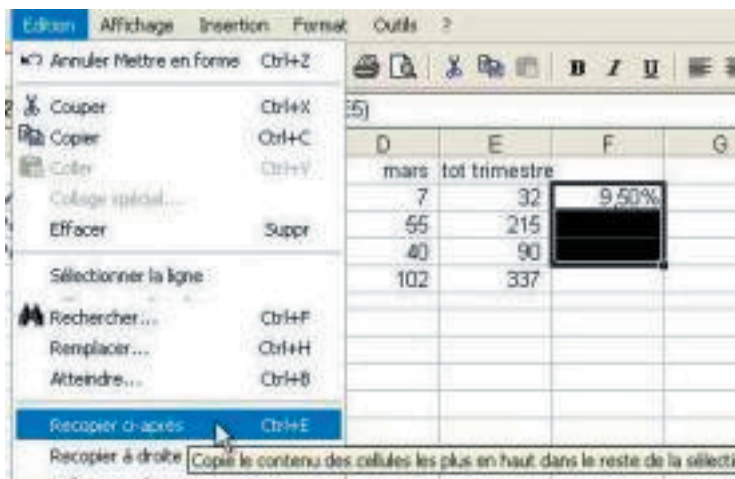 Edition Affichage Insertion Format Outils ?
Annuler Mettre en forme Ctrl+Z
B I U
Couper Ctrl+X
E5)
Copier Ctrl+C
D E F G
Coller Ctrl+V
mars tot trimestre
Collage spécial...
7 32 9,50%
Effacer Suppr
55 215
40 90
Sélectionner la ligne
102 337
Rechercher... Ctrl+F
Remplacer... Ctrl+H
Atteindre... Ctrl+B
Recopier ci-après Ctrl+E
Recopier à droite
Copie le contenu des cellules les plus en haut dans le reste de la sélecti